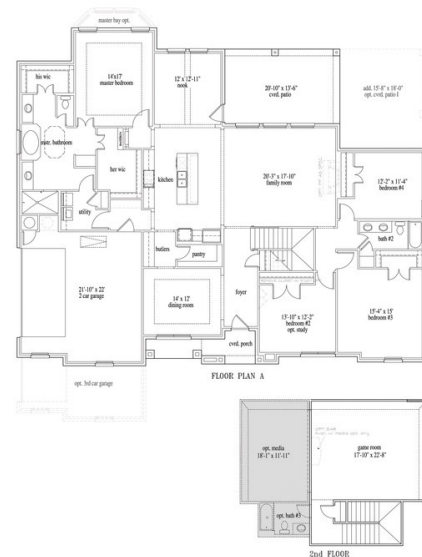 master bay opt.
his wic
14'x17'
master bedroom
12' x 12'-11"
nook
20'-10" x 13'-6"
cvrd. patio
add. 15'-8" x 18'-0"
opt. cvrd. patio 1
mstr. bathroom
her wic
kitchen
20'-3" x 17'-10"
family room
12'-2" x 11'-4"
bedroom #4
utility
bath #2
butlers
pantry
21'-10" x 22'
2 car garage
14' x 12'
dining room
foyer
13'-10" x 12'-2"
bedroom #2
opt. study
15'-4" x 15'
bedroom #3
cvrd. porch
FLOOR PLAN A
opt. 3rd car garage
opt. media
18'-1" x 11'-11"
game room
17'-10" x 22'-8"
opt. bath #3
2nd FLOOR